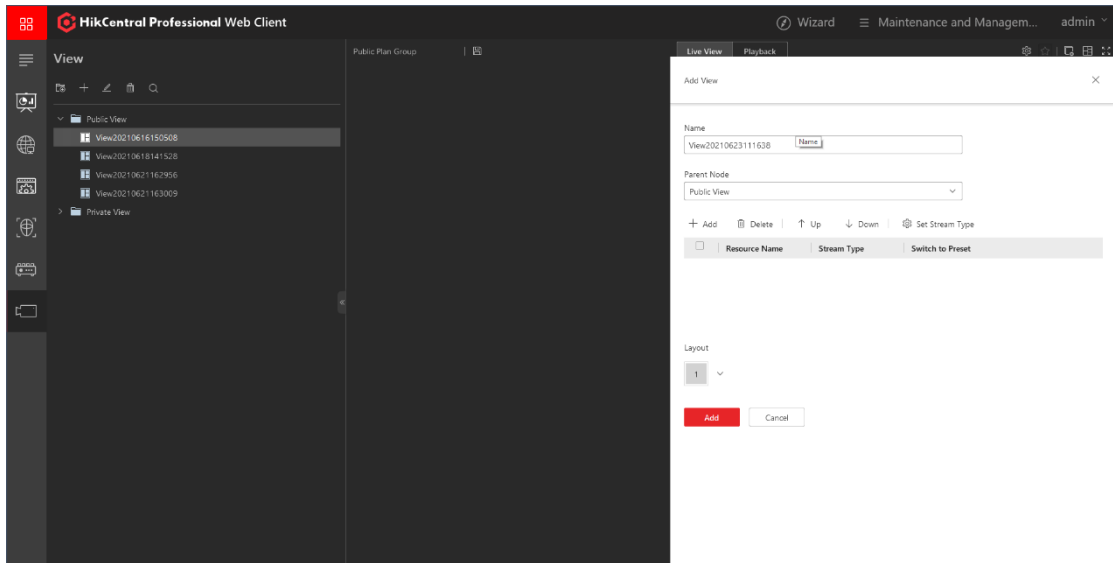 HikCentral Professional Web Client
Wizard
Maintenance and Managem...
admin
View
Public View
View20210616150508
View20210618141528
View20210621162956
View20210621163009
Private View
Public Plan Group
Live View
Playback
Add View
Name
View20210623111638
Name
Parent Node
Public View
Add
Delete
Up
Down
Set Stream Type
Resource Name
Stream Type
Switch to Preset
Layout
1
Add
Cancel